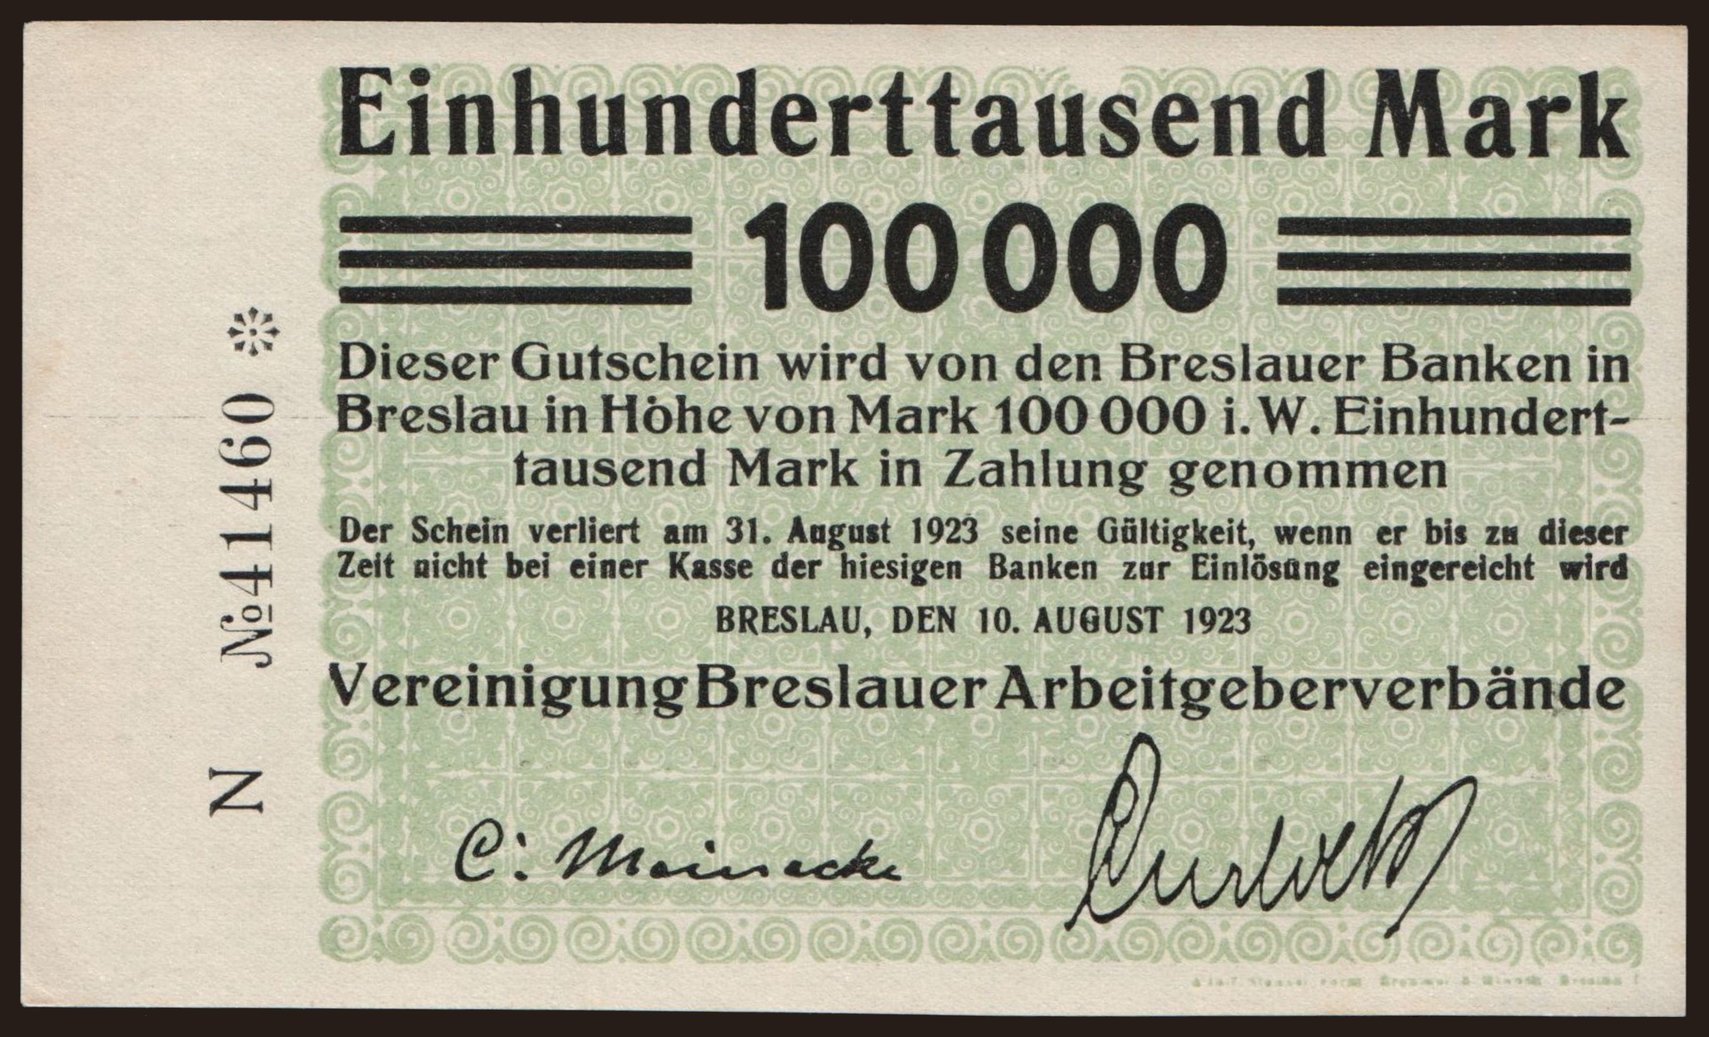 Einhunderttausend Mark
100 000
Dieser Gutschein wird von den Breslauer Banken in
Breslau in Höhe von Mark 100 000 i. W. Einhundert-
tausend Mark in Zahlung genommen
Der Schein verliert am 31. August 1923 seine Gültigkeit, wenn er bis zu dieser
Zeit nicht bei einer Kasse der hiesigen Banken zur Einlösung eingereicht wird
BRESLAU, DEN 10. AUGUST 1923
Vereinigung Breslauer Arbeitgeberverbände
C. Meinecke
N №41460 *